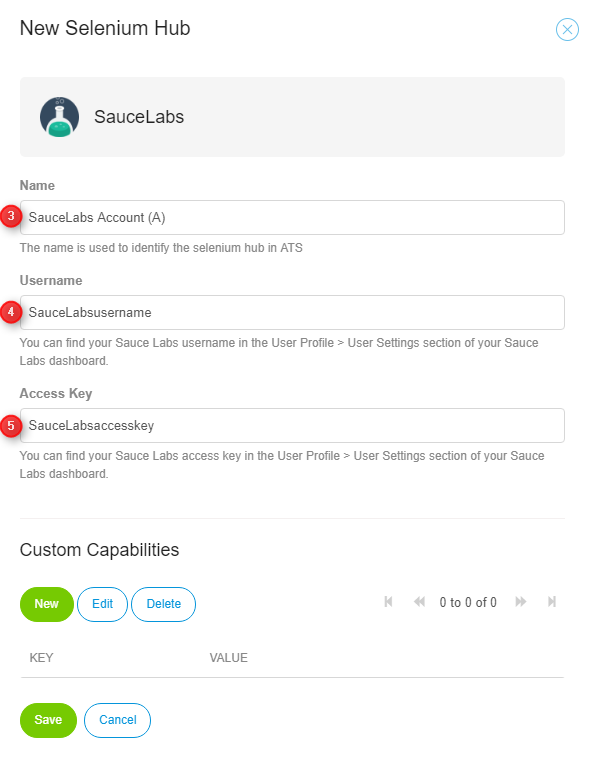 New Selenium Hub
SauceLabs
Name
3 SauceLabs Account (A)
The name is used to identify the selenium hub in ATS
Username
4 SauceLabsusername
You can find your Sauce Labs username in the User Profile > User Settings section of your Sauce
Labs dashboard.
Access Key
5 SauceLabsaccesskey
You can find your Sauce Labs access key in the User Profile > User Settings section of your Sauce
Labs dashboard.
Custom Capabilities
New Edit Delete 0 to 0 of 0
KEY VALUE
Save Cancel